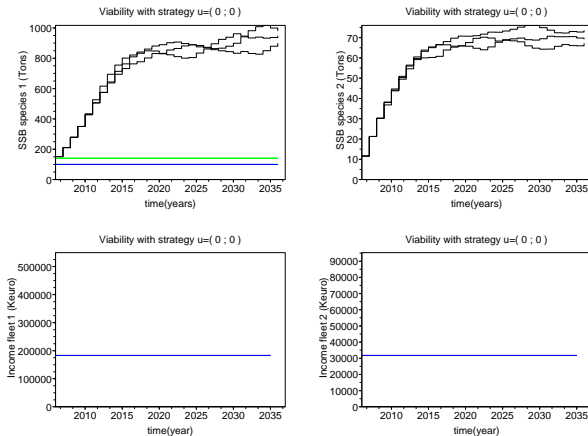 Viability with strategy u=( 0 ; 0 )
SSB species 1 (Tons)
1000
800
600
400
200
0
2010 2015 2020 2025 2030 2035
time(years)
Viability with strategy u=( 0 ; 0 )
SSB species 2 (Tons)
70
60
50
40
30
20
10
0
2010 2015 2020 2025 2030 2035
time(years)
Viability with strategy u=( 0 ; 0 )
Income fleet 1 (Keuro)
500000
400000
300000
200000
100000
0
2010 2015 2020 2025 2030 2035
time(year)
Viability with strategy u=( 0 ; 0 )
Income fleet 2 (Keuro)
90000
80000
70000
60000
50000
40000
30000
20000
10000
0
2010 2015 2020 2025 2030 2035
time(year)